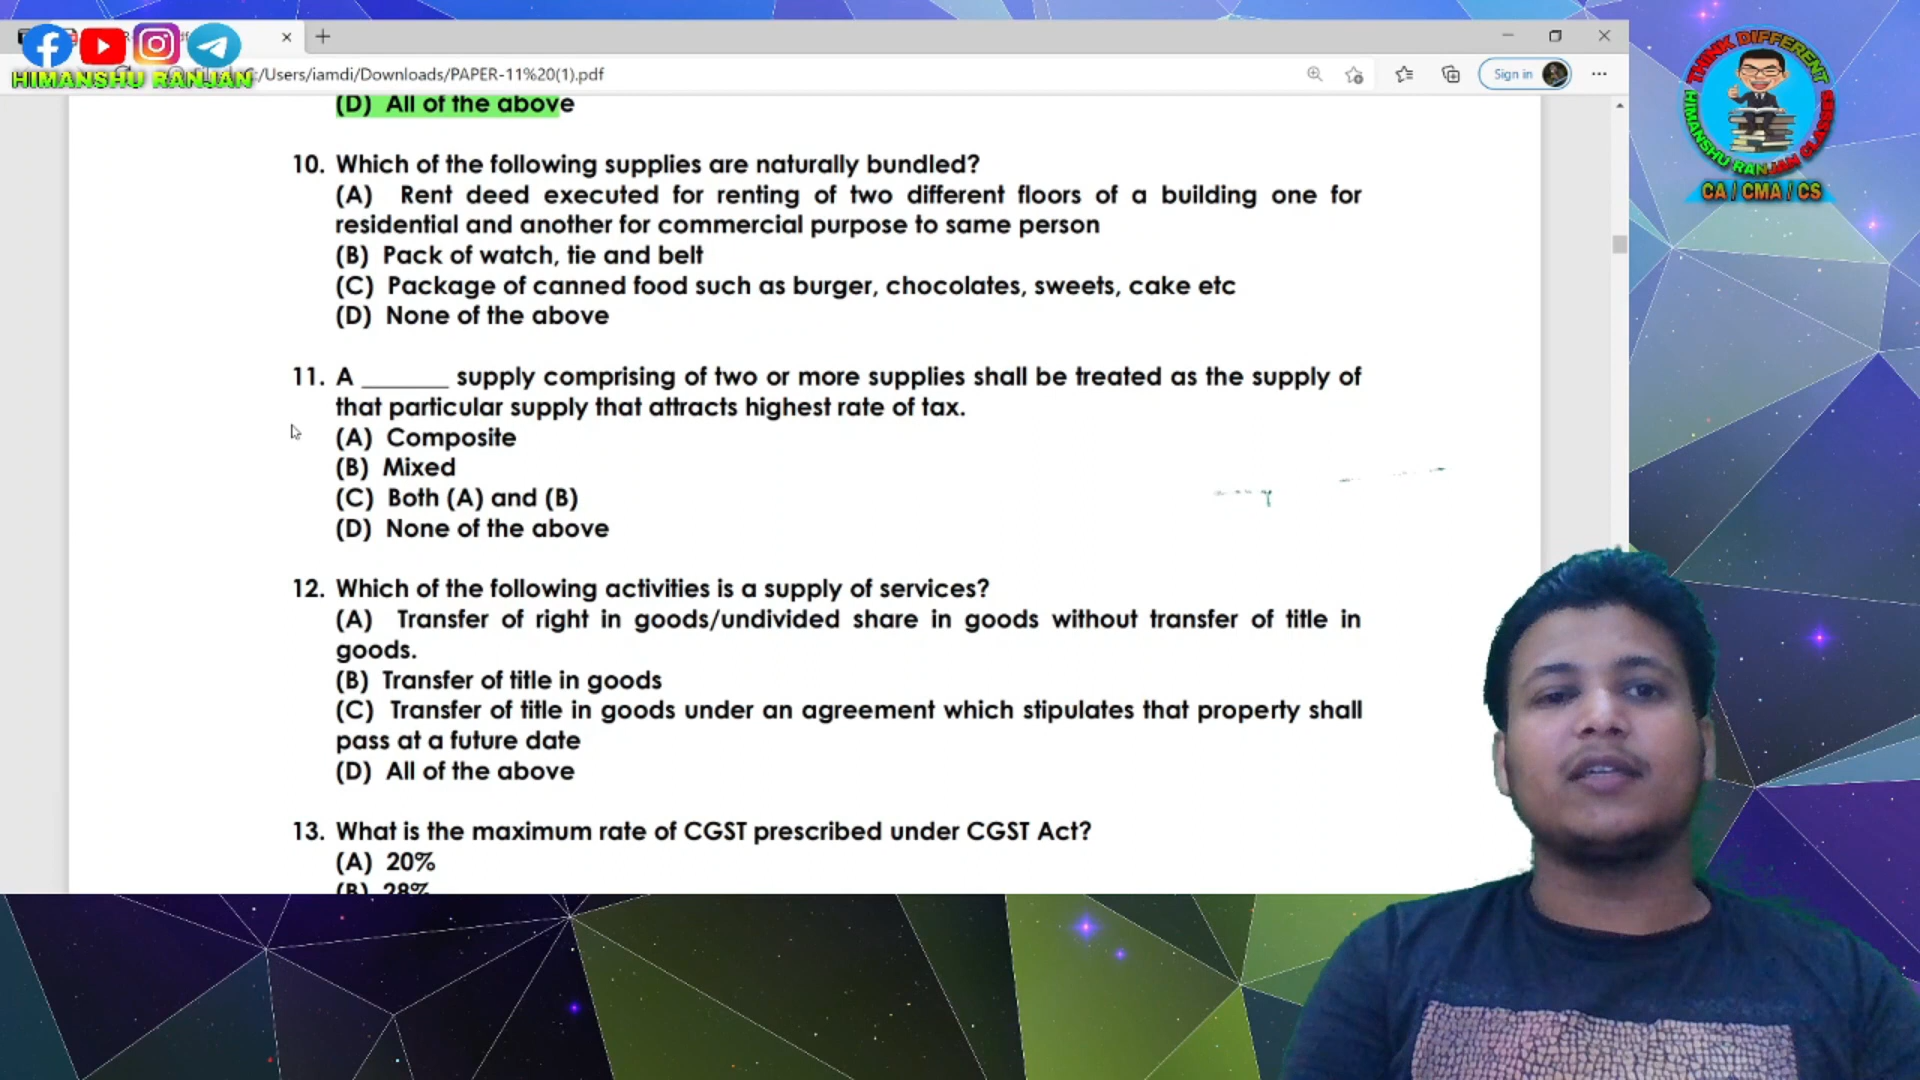 HIMANSHU RANJAN
/Users/iamdi/Downloads/PAPER-11%20(1).pdf
Sign in
THINK DIFFERENT
HIMANSHU RANJAN CLASSES
CA / CMA / CS
(D) All of the above
10. Which of the following supplies are naturally bundled?
(A) Rent deed executed for renting of two different floors of a building one for
residential and another for commercial purpose to same person
(B) Pack of watch, tie and belt
(C) Package of canned food such as burger, chocolates, sweets, cake etc
(D) None of the above
11. A _______ supply comprising of two or more supplies shall be treated as the supply of
that particular supply that attracts highest rate of tax.
(A) Composite
(B) Mixed
(C) Both (A) and (B)
(D) None of the above
12. Which of the following activities is a supply of services?
(A) Transfer of right in goods/undivided share in goods without transfer of title in
goods.
(B) Transfer of title in goods
(C) Transfer of title in goods under an agreement which stipulates that property shall
pass at a future date
(D) All of the above
13. What is the maximum rate of CGST prescribed under CGST Act?
(A) 20%
(B) 28%